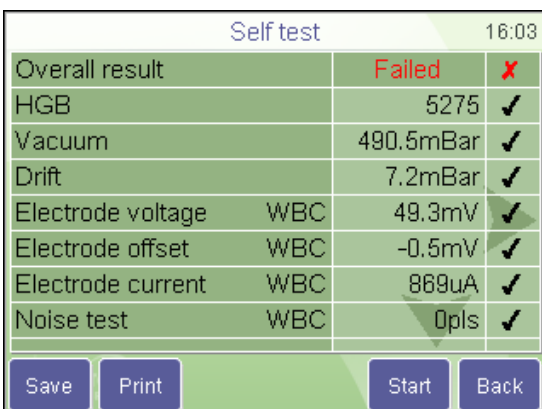 Self test 16:03
Overall result Failed ✗
HGB 5275 ✓
Vacuum 490.5mBar ✓
Drift 7.2mBar ✓
Electrode voltage WBC 49.3mV ✓
Electrode offset WBC -0.5mV ✓
Electrode current WBC 869uA ✓
Noise test WBC 0pls ✓
Save Print Start Back